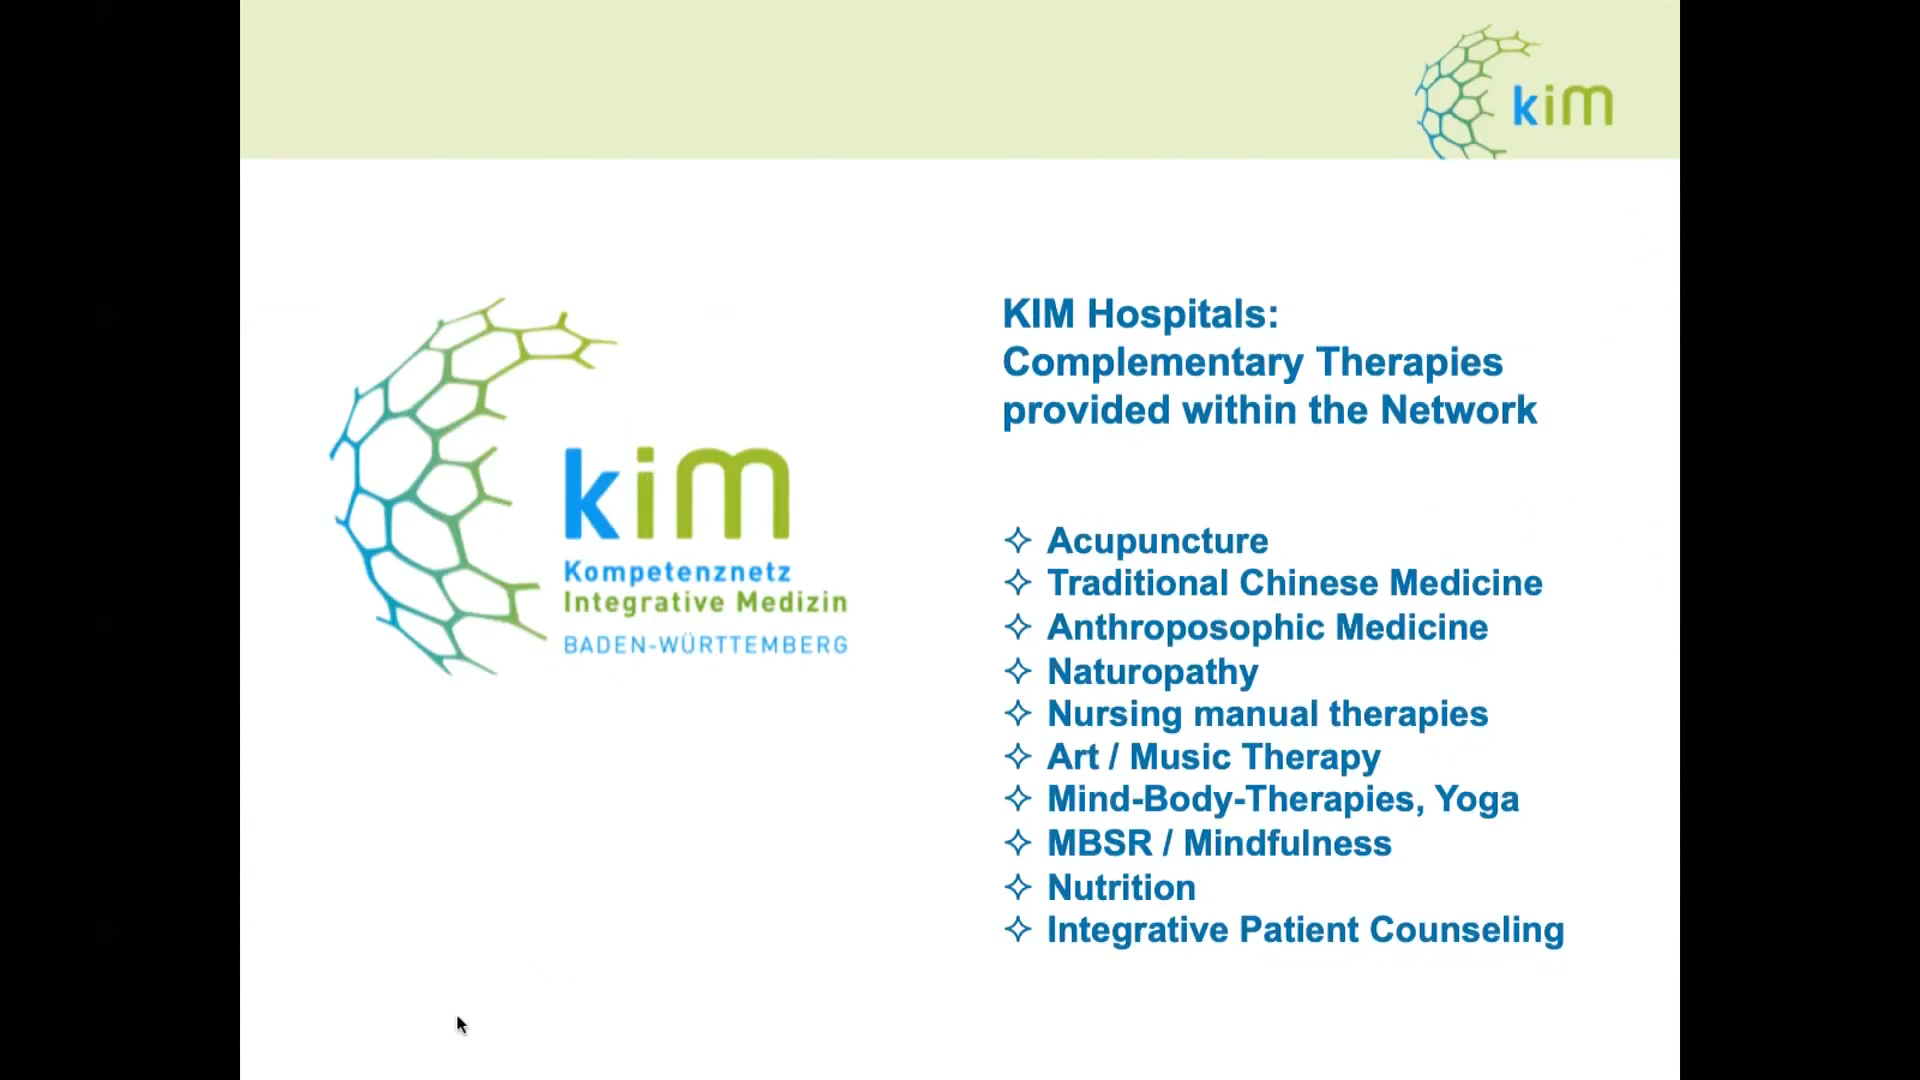 kim
kim
Kompetenznetz
Integrative Medizin
BADEN-WÜRTTEMBERG
KIM Hospitals:
Complementary Therapies
provided within the Network
✧ Acupuncture
✧ Traditional Chinese Medicine
✧ Anthroposophic Medicine
✧ Naturopathy
✧ Nursing manual therapies
✧ Art / Music Therapy
✧ Mind-Body-Therapies, Yoga
✧ MBSR / Mindfulness
✧ Nutrition
✧ Integrative Patient Counseling